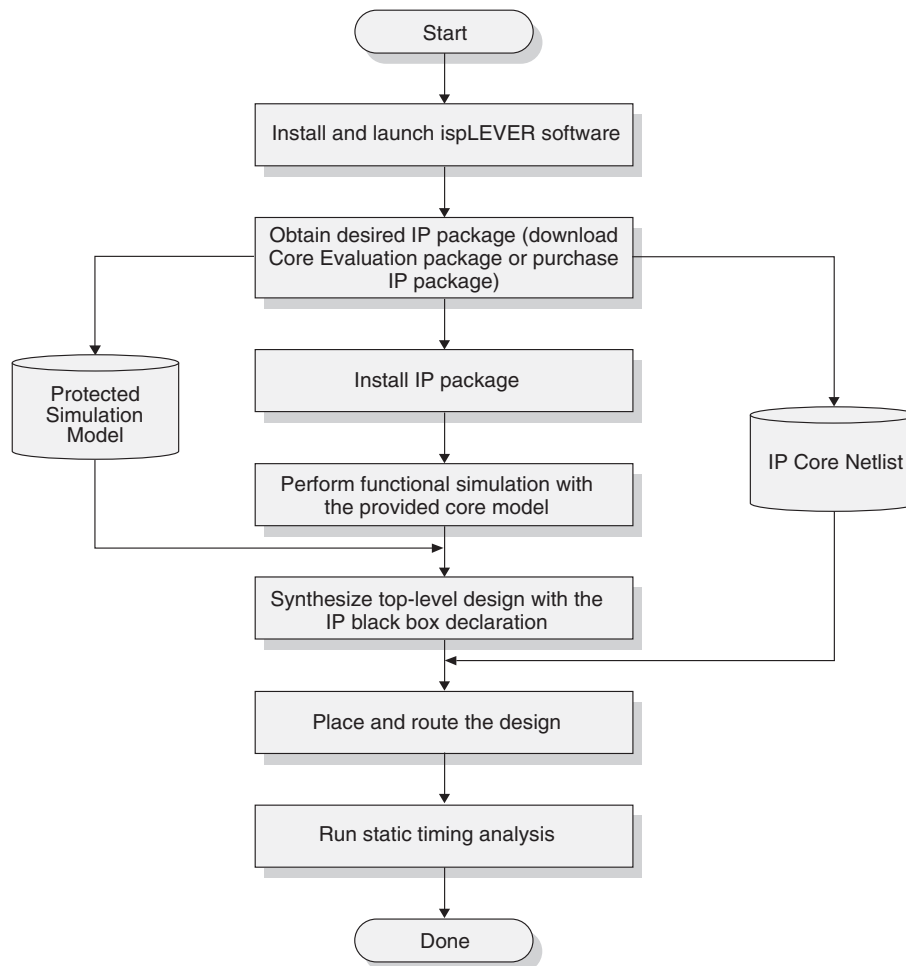 Start
Install and launch ispLEVER software
Obtain desired IP package (download
Core Evaluation package or purchase
IP package)
Protected
Simulation
Model
Install IP package
IP Core Netlist
Perform functional simulation with
the provided core model
Synthesize top-level design with the
IP black box declaration
Place and route the design
Run static timing analysis
Done